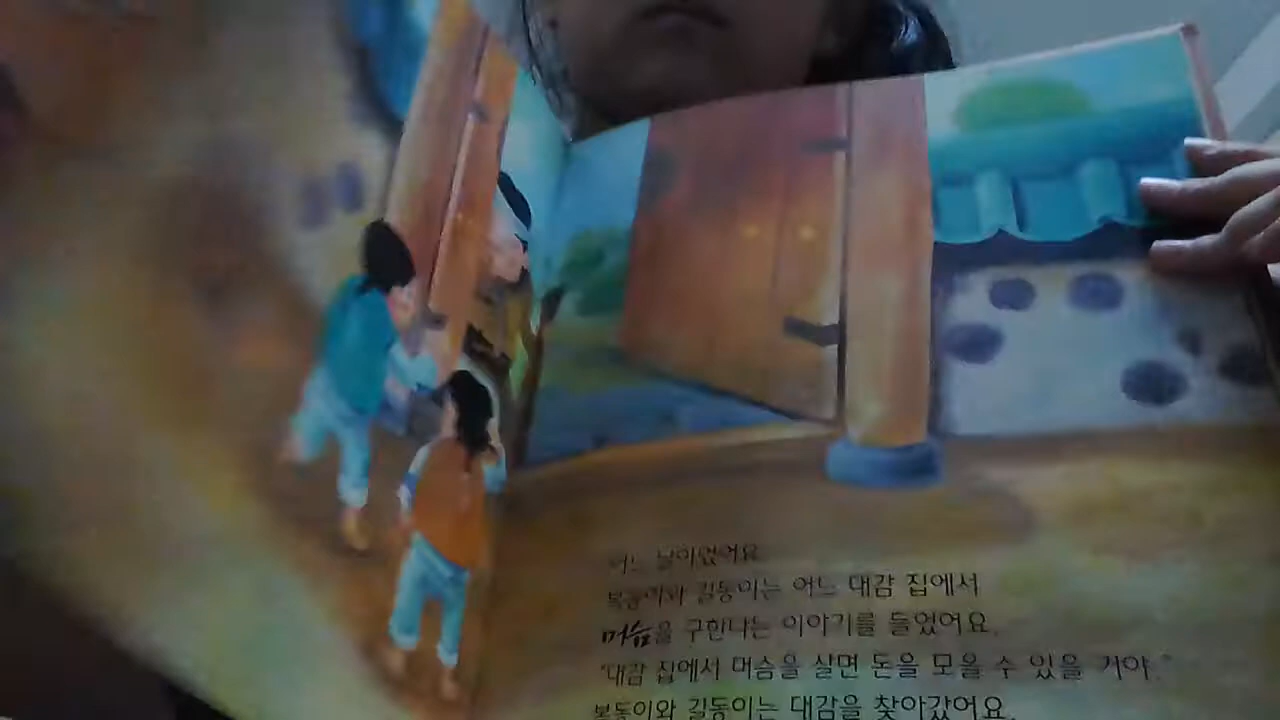 어느 날이었어요.
복동이와 길동이는 어느 대감 집에서
머슴을 구한다는 이야기를 들었어요.
"대감 집에서 머슴을 살면 돈을 모을 수 있을 거야."
복동이와 길동이는 대감을 찾아갔어요.